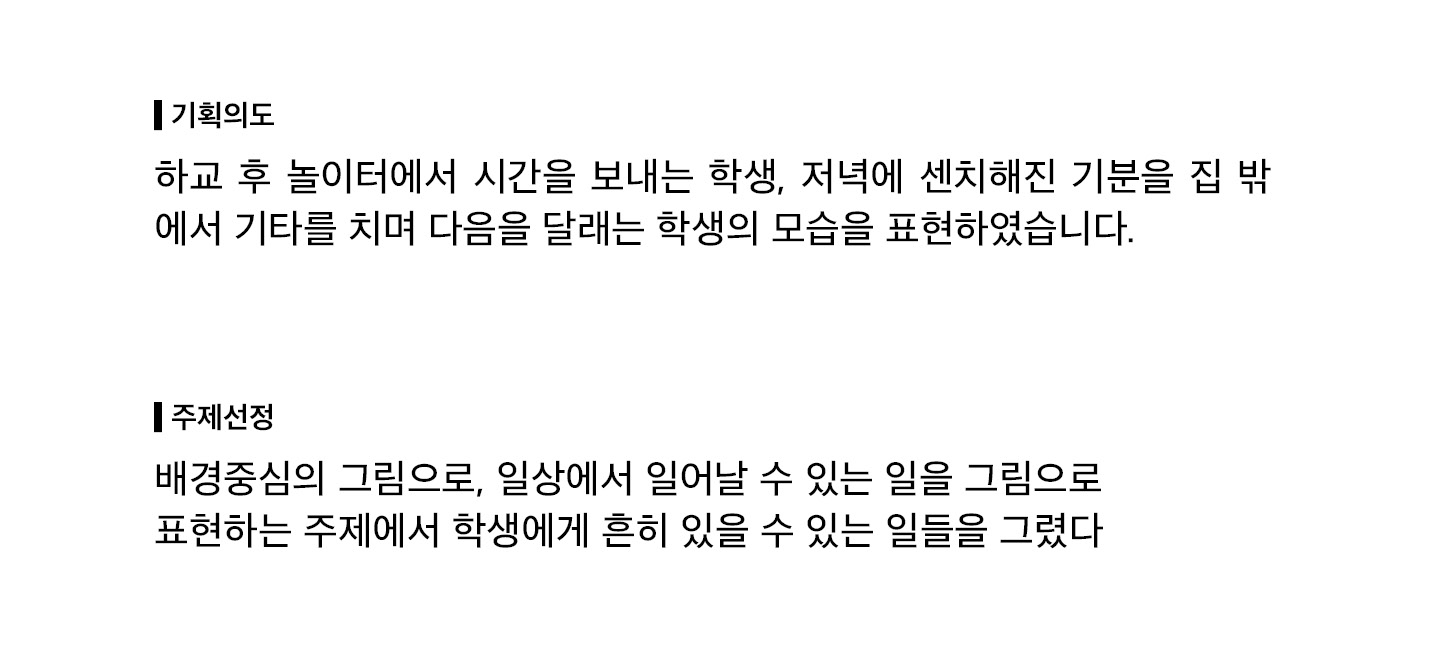 기획의도
하교 후 놀이터에서 시간을 보내는 학생, 저녁에 센치해진 기분을 집 밖
에서 기타를 치며 다음을 달래는 학생의 모습을 표현하였습니다.
주제선정
배경중심의 그림으로, 일상에서 일어날 수 있는 일을 그림으로
표현하는 주제에서 학생에게 흔히 있을 수 있는 일들을 그렸다